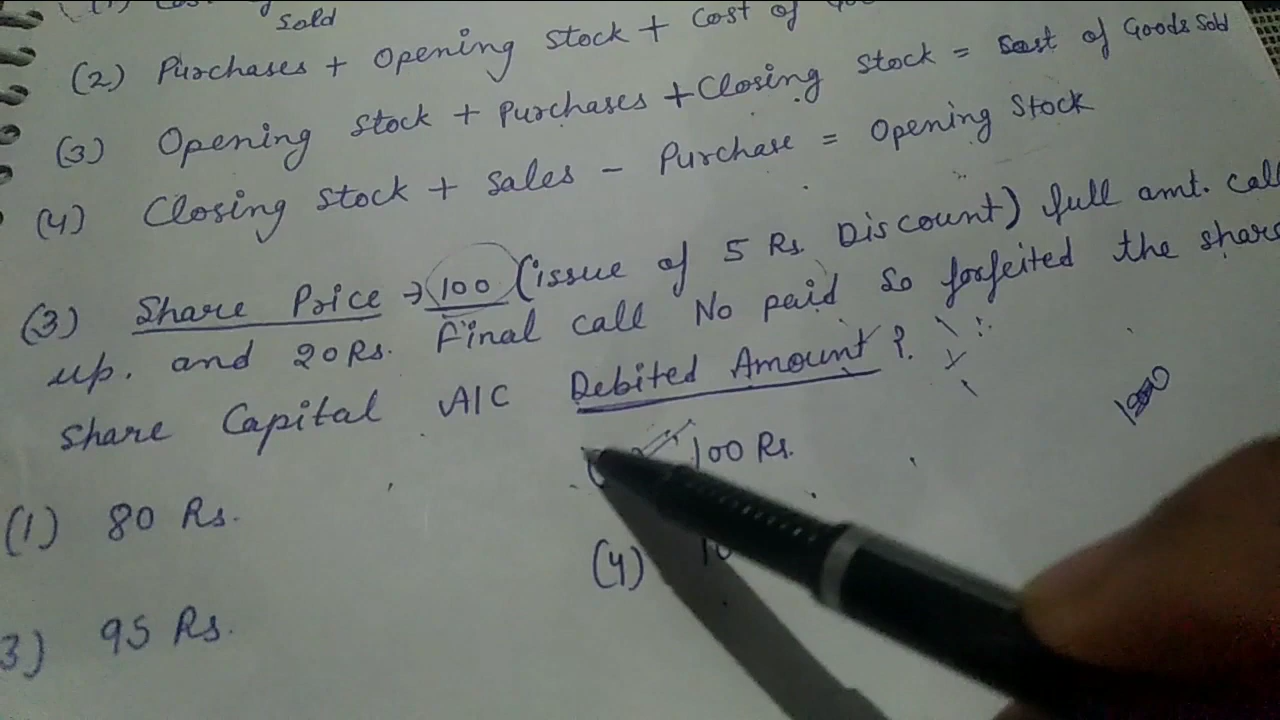 Sold
(2) Purchases + Opening Stock + Cost of
(3) Opening Stock + Purchases + Closing Stock = Cost of Goods Sold
(4) Closing Stock + Sales - Purchase = Opening Stock
(3) Share Price → 100 (issue of 5 Rs. Discount) full amt. call
up. and 20 Rs. Final call No paid so forfeited the share
Share Capital A/C Debited Amount ?.
(1) 80 Rs. 100 Rs.
3) 95 Rs. (4)